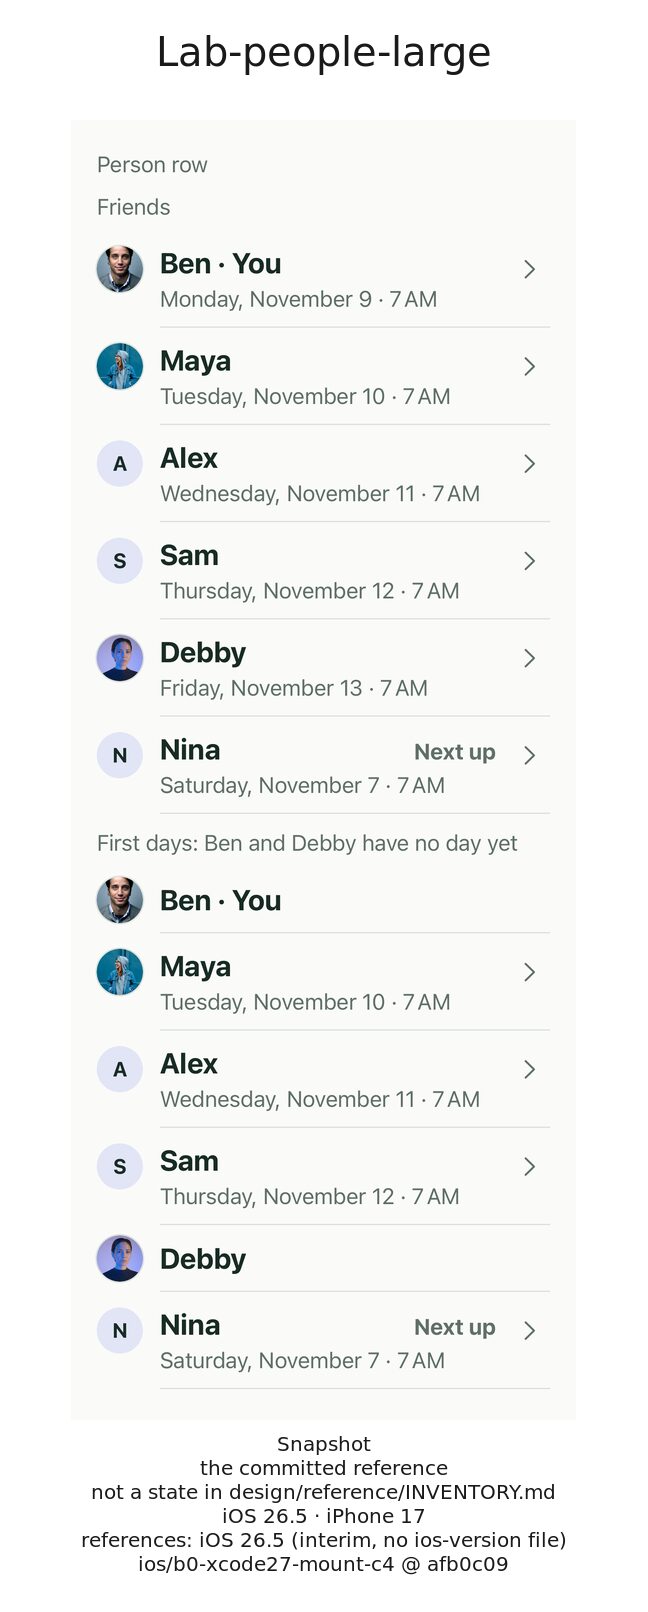 Lab-people-large
Person row
Friends
Ben · You
Monday, November 9 · 7 AM
Maya
Tuesday, November 10 · 7 AM
A
Alex
Wednesday, November 11 · 7 AM
S
Sam
Thursday, November 12 · 7 AM
Debby
Friday, November 13 · 7 AM
N
Nina
Next up
Saturday, November 7 · 7 AM
First days: Ben and Debby have no day yet
Ben · You
Maya
Tuesday, November 10 · 7 AM
A
Alex
Wednesday, November 11 · 7 AM
S
Sam
Thursday, November 12 · 7 AM
Debby
N
Nina
Next up
Saturday, November 7 · 7 AM
Snapshot
the committed reference
not a state in design/reference/INVENTORY.md
iOS 26.5 · iPhone 17
references: iOS 26.5 (interim, no ios-version file)
ios/b0-xcode27-mount-c4 @ afb0c09